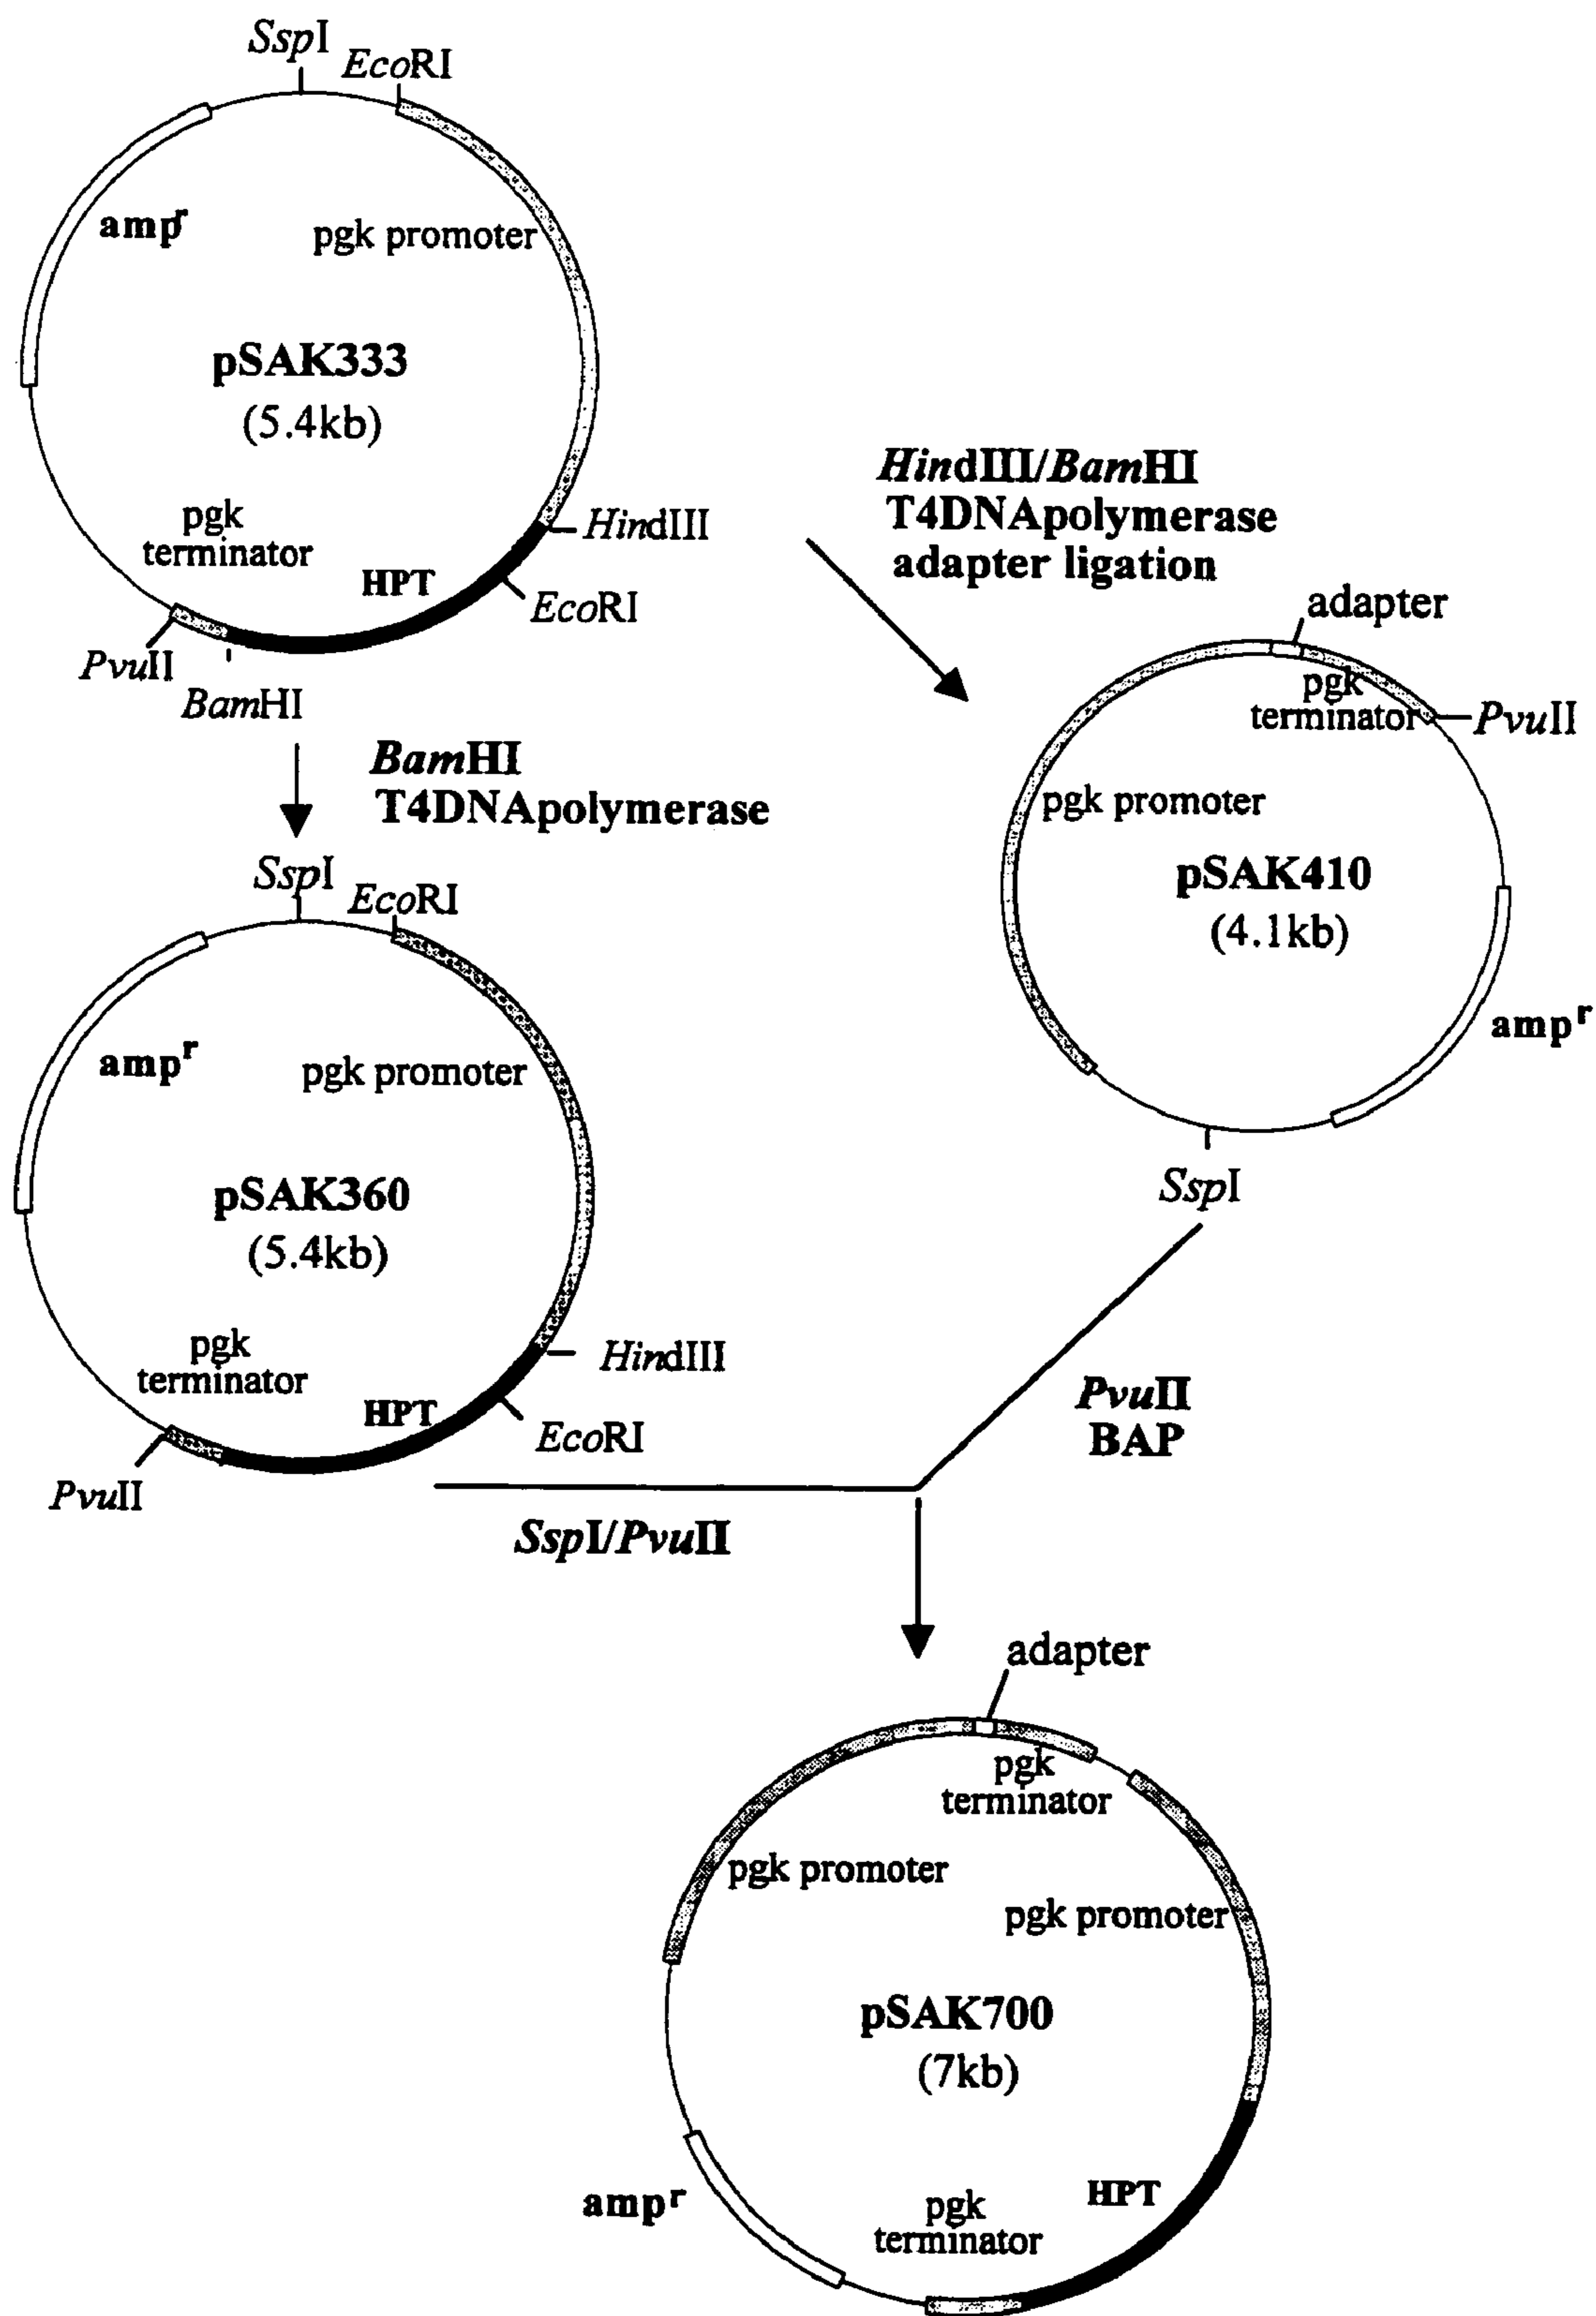 SspI
EcoRI
ampr
pgk promoter
pSAK333
(5.4kb)
pgk
terminator
HPT
HindIII
EcoRI
PvuII
BamHI
HindIII/BamHI
T4DNApolymerase
adapter ligation
BamHI
T4DNApolymerase
adapter
pgk
terminator
PvuII
pgk promoter
pSAK410
(4.1kb)
ampr
SspI
SspI
EcoRI
ampr
pgk promoter
pSAK360
(5.4kb)
pgk
terminator
HPT
HindIII
EcoRI
PvuII
SspI/PvuII
PvuII
BAP
adapter
pgk
terminator
pgk promoter
pgk promoter
pSAK700
(7kb)
ampr
pgk
terminator
HPT